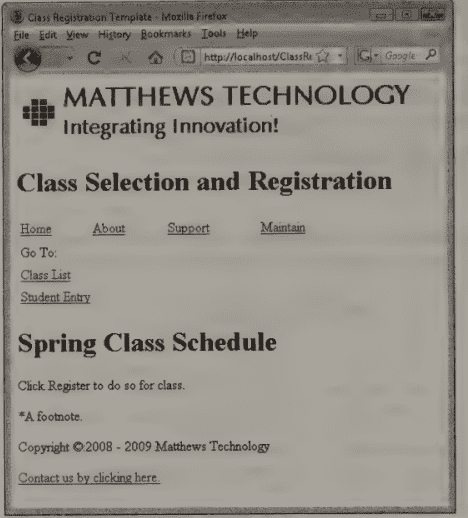 Class Registration Template - Mozilla Firefox
File Edit View History Bookmarks Tools Help
http://localhost/ClassRe Google
MATTHEWS TECHNOLOGY
Integrating Innovation!
Class Selection and Registration
Home About Support Maintain
Go To:
Class List
Student Entry
Spring Class Schedule
Click Register to do so for class.
*A footnote.
Copyright ©2008 - 2009 Matthews Technology
Contact us by clicking here.